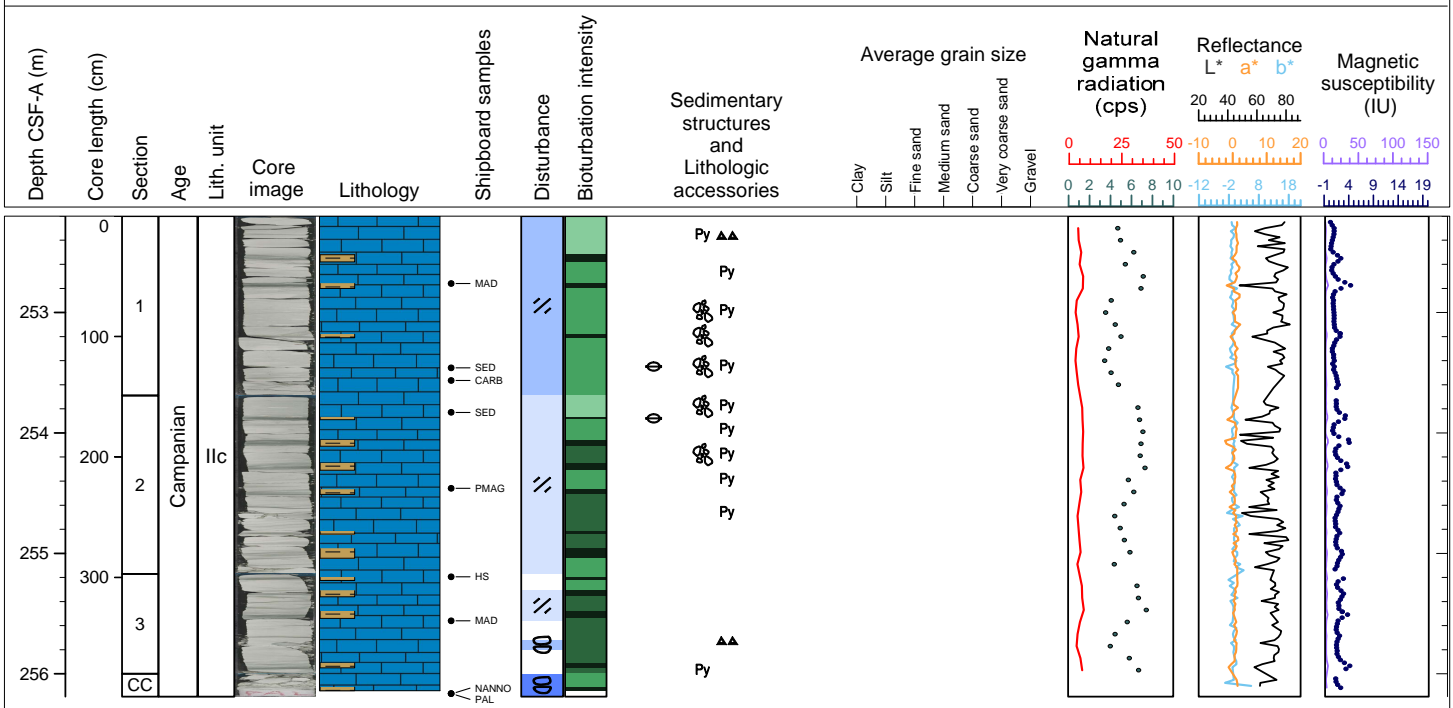 Depth CSF-A (m)
Core length (cm)
Section
Age
Lith. unit
Core
image
Lithology
Shipboard samples
Disturbance
Bioturbation intensity
Sedimentary
structures
and
Lithologic
accessories
Average grain size
Clay
Silt
Fine sand
Medium sand
Coarse sand
Very coarse sand
Gravel
Natural
gamma
radiation
(cps)
0 25 50
0 2 4 6 8 10
Reflectance
L* a* b*
20 40 60 80
-10 0 10 20
-12 -2 8 18
Magnetic
susceptibility
(IU)
0 50 100 150
-1 4 9 14 19
253
254
255
256
0
100
200
300
1
2
3
CC
Campanian
IIc
MAD
SED
CARB
SED
PMAG
HS
MAD
NANNO
PAL
Py
Py
Py
Py
Py
Py
Py
Py
Py
Py